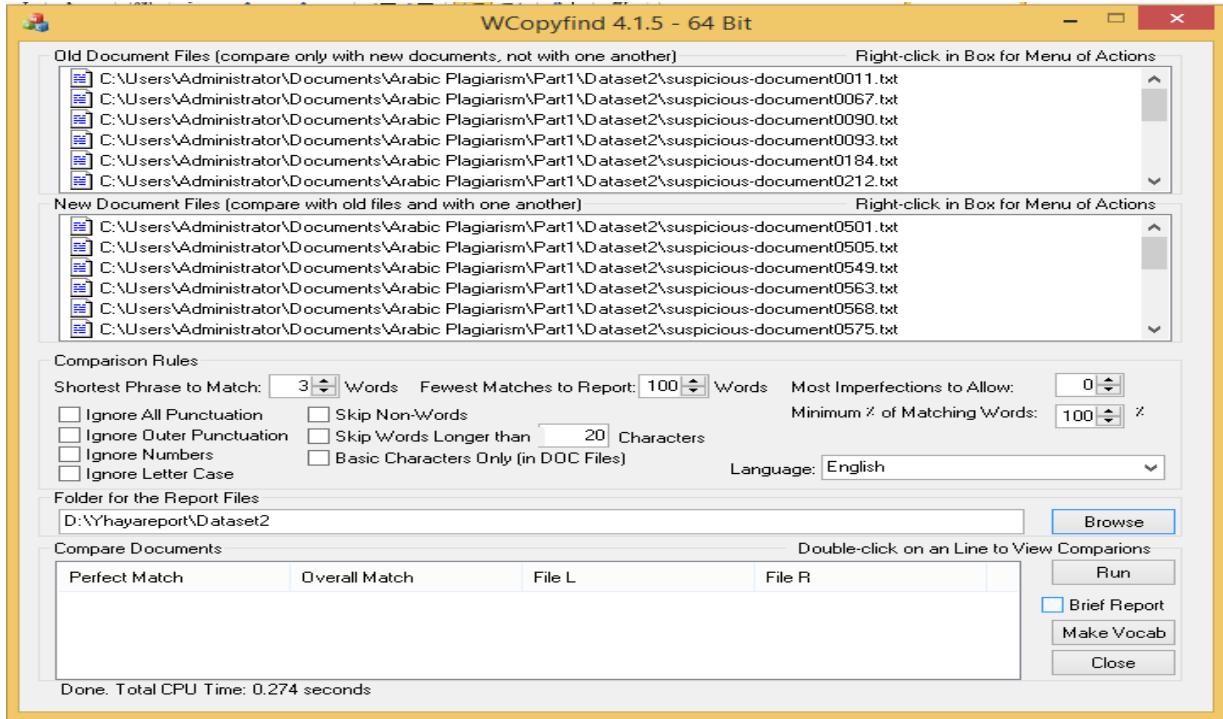 WCopyfind 4.1.5 - 64 Bit
Old Document Files (compare only with new documents, not with one another) Right-click in Box for Menu of Actions
C:\Users\Administrator\Documents\Arabic Plagiarism\Part1\Dataset2\suspicious-document0011.txt
C:\Users\Administrator\Documents\Arabic Plagiarism\Part1\Dataset2\suspicious-document0067.txt
C:\Users\Administrator\Documents\Arabic Plagiarism\Part1\Dataset2\suspicious-document0090.txt
C:\Users\Administrator\Documents\Arabic Plagiarism\Part1\Dataset2\suspicious-document0093.txt
C:\Users\Administrator\Documents\Arabic Plagiarism\Part1\Dataset2\suspicious-document0184.txt
C:\Users\Administrator\Documents\Arabic Plagiarism\Part1\Dataset2\suspicious-document0212.txt
New Document Files (compare with old files and with one another) Right-click in Box for Menu of Actions
C:\Users\Administrator\Documents\Arabic Plagiarism\Part1\Dataset2\suspicious-document0501.txt
C:\Users\Administrator\Documents\Arabic Plagiarism\Part1\Dataset2\suspicious-document0505.txt
C:\Users\Administrator\Documents\Arabic Plagiarism\Part1\Dataset2\suspicious-document0549.txt
C:\Users\Administrator\Documents\Arabic Plagiarism\Part1\Dataset2\suspicious-document0563.txt
C:\Users\Administrator\Documents\Arabic Plagiarism\Part1\Dataset2\suspicious-document0568.txt
C:\Users\Administrator\Documents\Arabic Plagiarism\Part1\Dataset2\suspicious-document0575.txt
Comparison Rules
Shortest Phrase to Match: 3 Words Fewest Matches to Report: 100 Words Most Imperfections to Allow: 0
Ignore All Punctuation Skip Non-Words Minimum % of Matching Words: 100 %
Ignore Outer Punctuation Skip Words Longer than 20 Characters
Ignore Numbers Basic Characters Only (in DOC Files)
Ignore Letter Case Language: English
Folder for the Report Files
D:\Yhayareport\Dataset2 Browse
Compare Documents Double-click on an Line to View Comparions
Perfect Match Overall Match File L File R Run
Brief Report
Make Vocab
Close
Done. Total CPU Time: 0.274 seconds